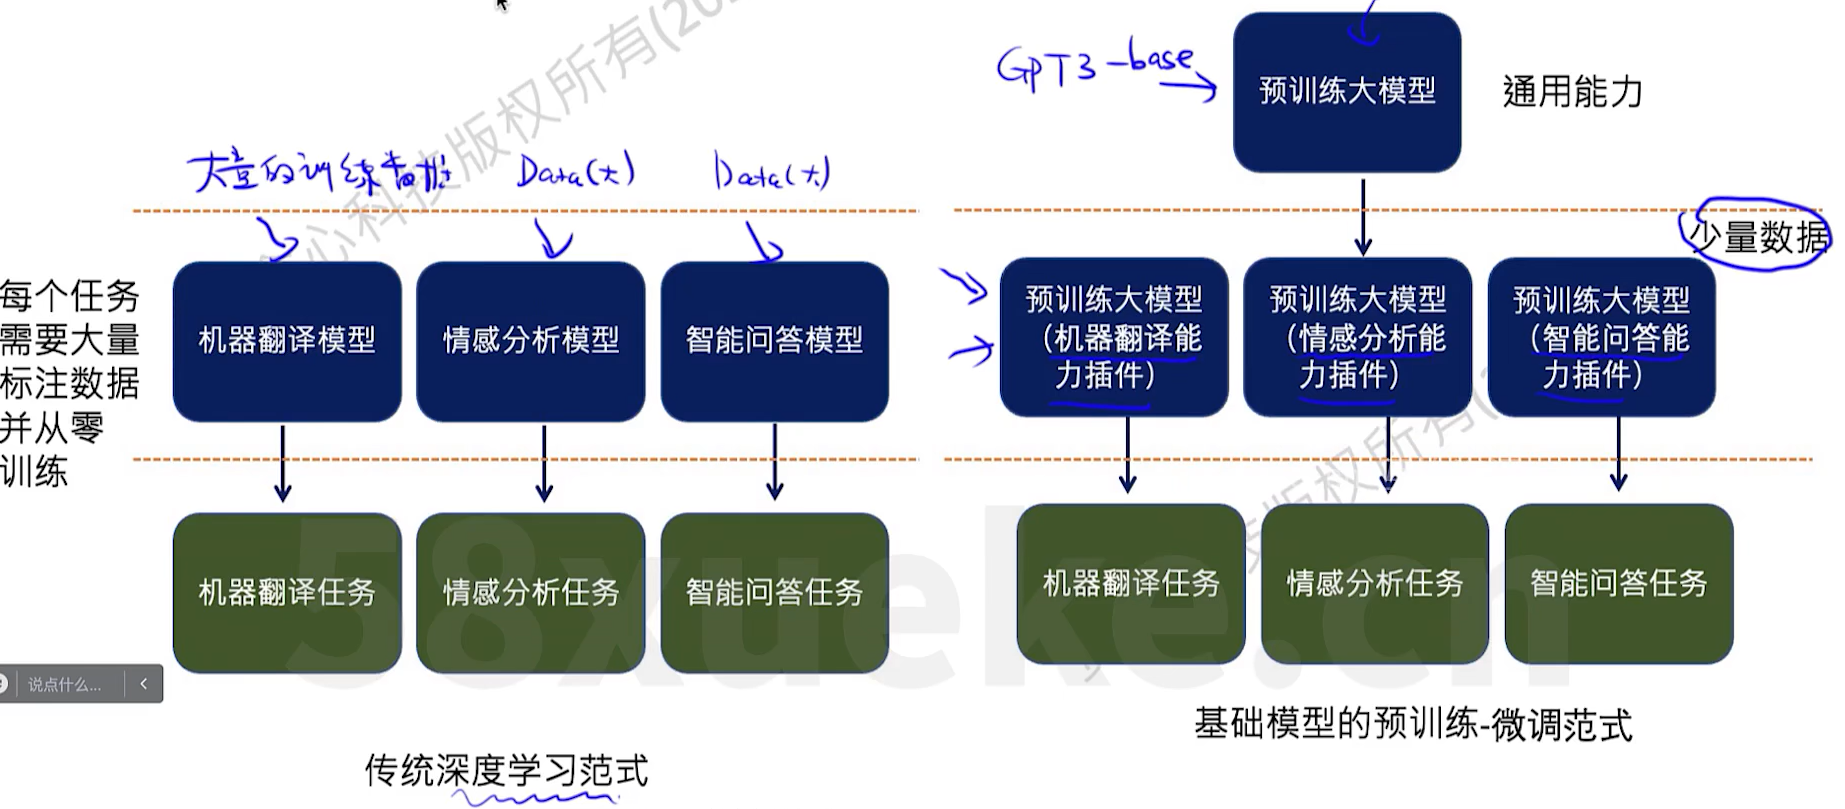 GPT3-base
预训练大模型
通用能力
大量的训练数据
Data(大)
Data(大)
少量数据
每个任务
需要大量
标注数据
并从零
训练
机器翻译模型
情感分析模型
智能问答模型
预训练大模型
（机器翻译能
力插件）
预训练大模型
（情感分析能
力插件）
预训练大模型
（智能问答能
力插件）
机器翻译任务
情感分析任务
智能问答任务
机器翻译任务
情感分析任务
智能问答任务
说点什么...
传统深度学习范式
基础模型的预训练-微调范式
心科技版权所有(20
版权所有(
58xueke.cn